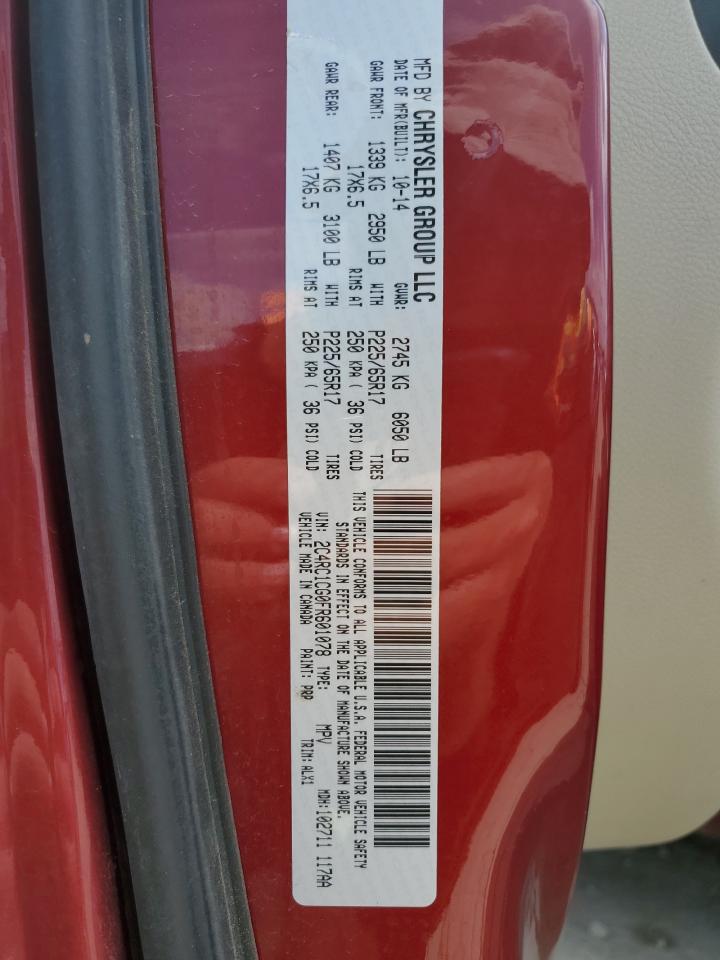 MFD BY CHRYSLER GROUP LLC
DATE OF MFR(BUILT): 10-14 GVWR: 2745 KG 6050 LB
GAWR FRONT: 1339 KG 2950 LB WITH P225/65R17 TIRES
17X6.5 RIMS AT 250 KPA ( 36 PSI) COLD
GAWR REAR: 1407 KG 3100 LB WITH P225/65R17 TIRES
17X6.5 RIMS AT 250 KPA ( 36 PSI) COLD
THIS VEHICLE CONFORMS TO ALL APPLICABLE U.S.A. FEDERAL MOTOR VEHICLE SAFETY
STANDARDS IN EFFECT ON THE DATE OF MANUFACTURE SHOWN ABOVE.
VIN: 2C4RC1CG0FR601078 TYPE: MPV MDH:102711 117AA
VEHICLE MADE IN CANADA PAINT: PRP TRIM:ALX1